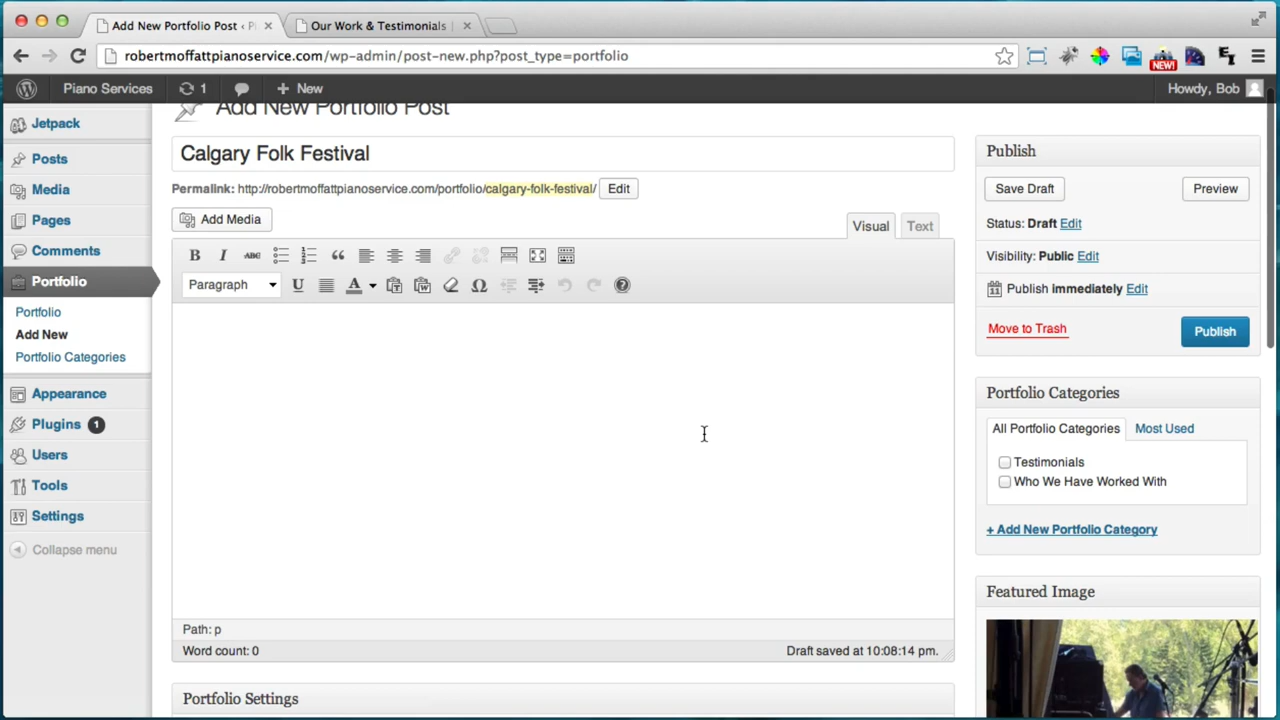 Add New Portfolio Post ‹ P
Our Work & Testimonials
robertmoffattpianoservice.com/wp-admin/post-new.php?post_type=portfolio
NEW!
Piano Services
1
+ New
Howdy, Bob
Add New Portfolio Post
Jetpack
Posts
Media
Pages
Comments
Portfolio
Portfolio
Add New
Portfolio Categories
Appearance
Plugins 1
Users
Tools
Settings
Collapse menu
Calgary Folk Festival
Permalink: http://robertmoffattpianoservice.com/portfolio/calgary-folk-festival/ Edit
Add Media
Visual Text
B I ABC
Paragraph U A Ω
Path: p
Word count: 0
Draft saved at 10:08:14 pm.
Portfolio Settings
Publish
Save Draft Preview
Status: Draft Edit
Visibility: Public Edit
Publish immediately Edit
Move to Trash Publish
Portfolio Categories
All Portfolio Categories Most Used
Testimonials
Who We Have Worked With
+ Add New Portfolio Category
Featured Image